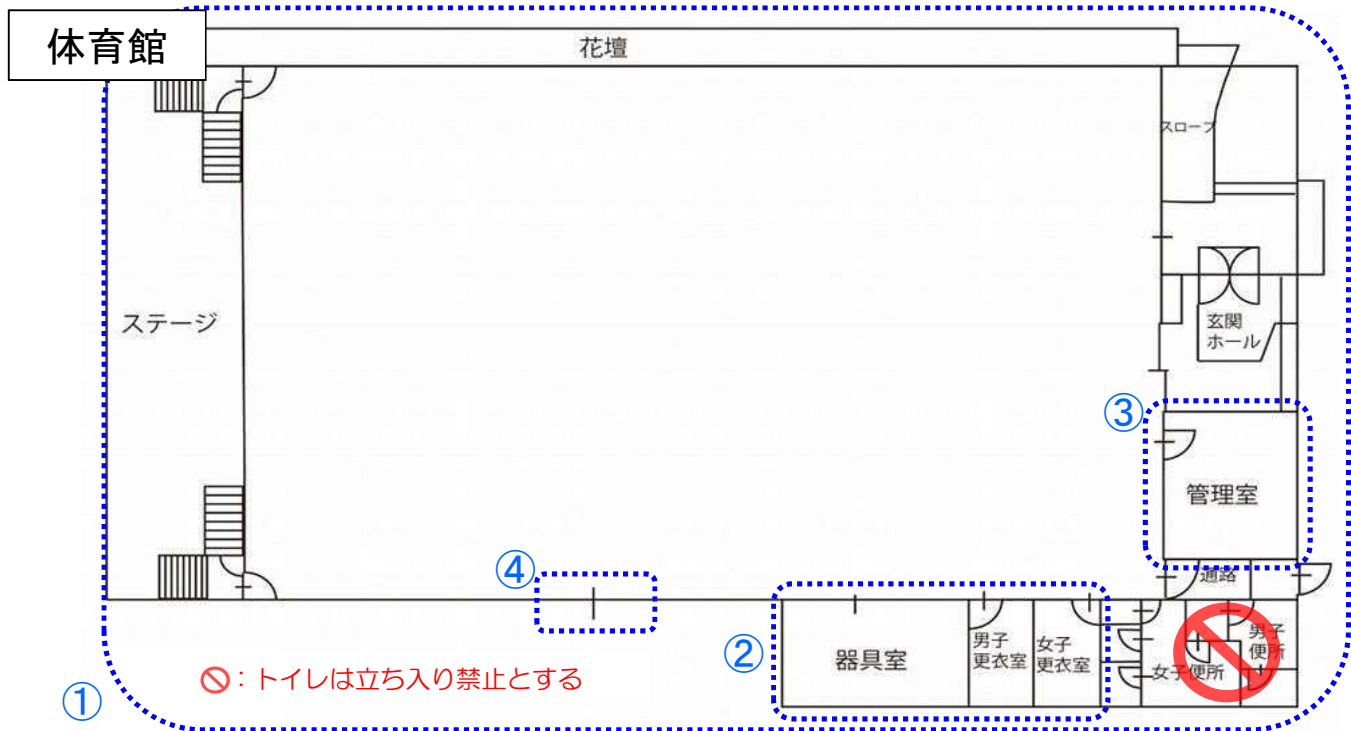 体育館
花壇
スロープ
ステージ
玄関
ホール
③
管理室
④
通路
②
器具室
男子
更衣室
女子
更衣室
女子便所
男子
便所
：トイレは立ち入り禁止とする
①